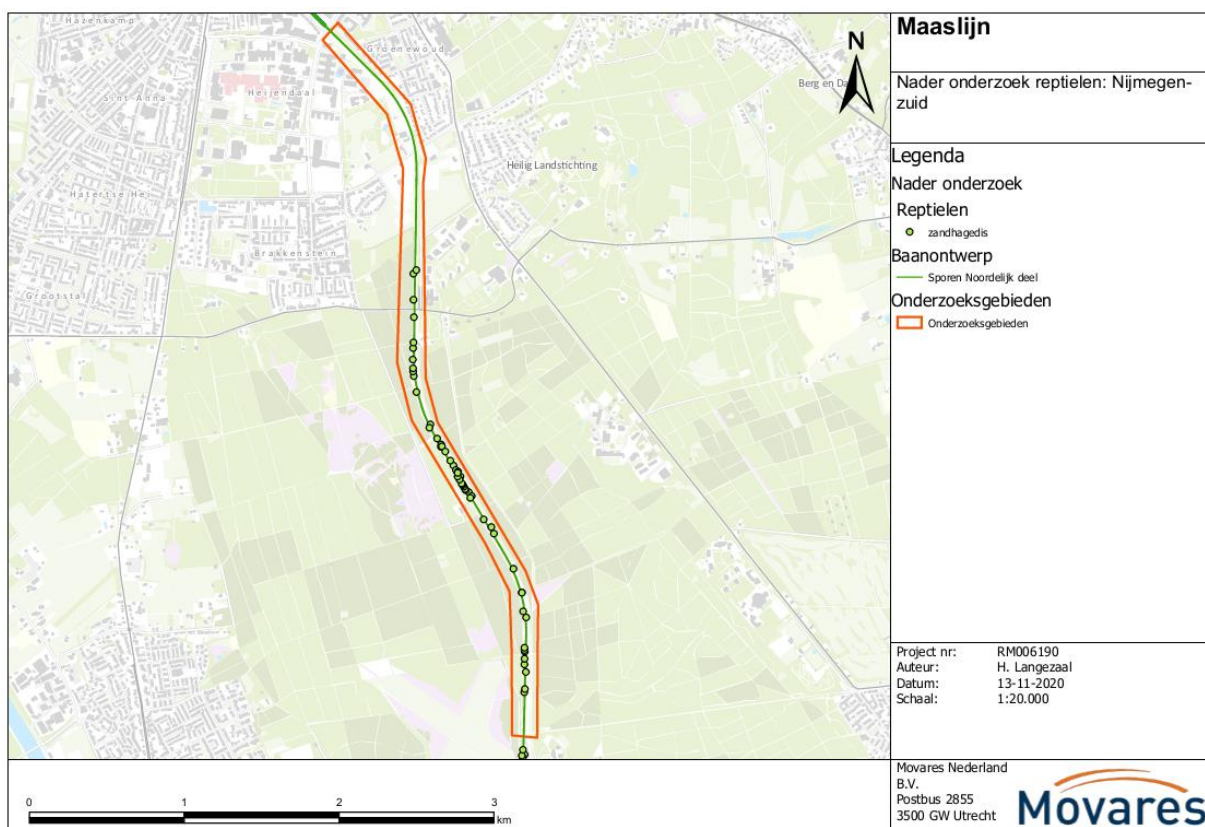 Hazenkamp
Groenewoud
Heijendaal
Sint Anna
Berg en Da
Heilig Landstichting
Hatertse Hei
Brakkenstein
Grootstal
N
0 1 2 3
km
Maaslijn
Nader onderzoek reptielen: Nijmegen-
zuid
Legenda
Nader onderzoek
Reptielen
zandhagedis
Baanontwerp
Sporen Noordelijk deel
Onderzoeksgebieden
Onderzoeksgebieden
Project nr: RM006190
Auteur: H. Langezaal
Datum: 13-11-2020
Schaal: 1:20.000
Movares Nederland
B.V.
Postbus 2855
3500 GW Utrecht
Movares